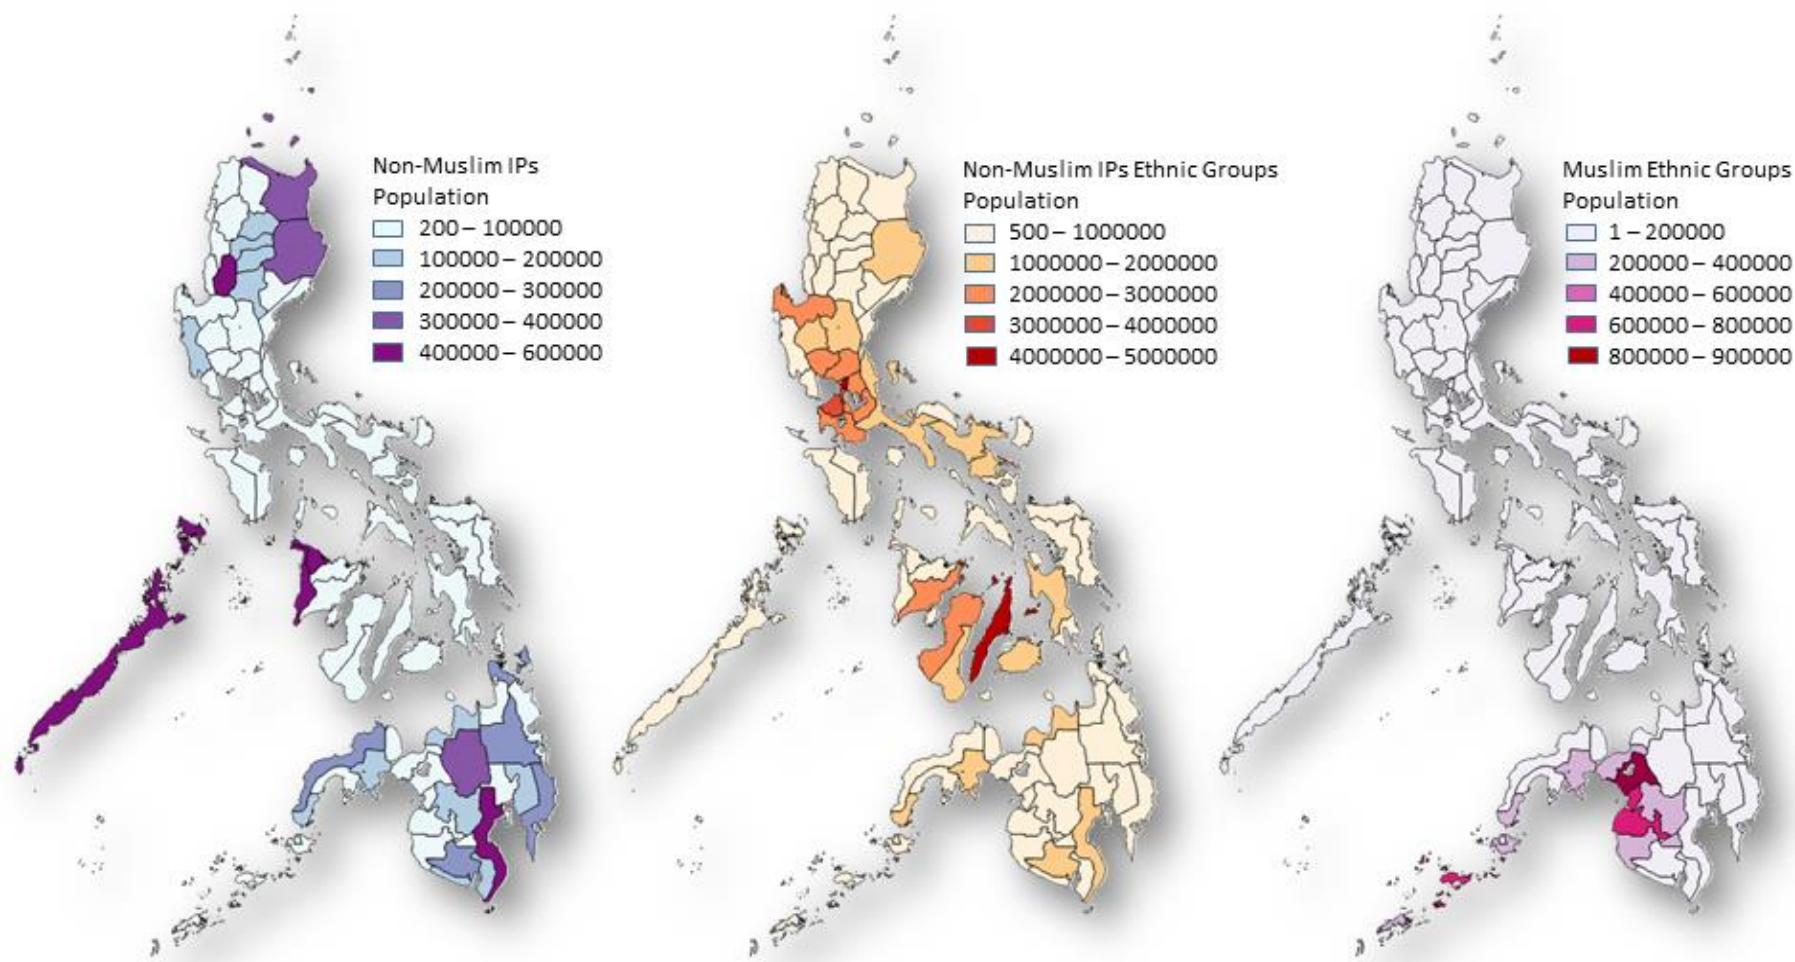 Non-Muslim IPs
Population
200 – 100000
100000 – 200000
200000 – 300000
300000 – 400000
400000 – 600000
Non-Muslim IPs Ethnic Groups
Population
500 – 1000000
1000000 – 2000000
2000000 – 3000000
3000000 – 4000000
4000000 – 5000000
Muslim Ethnic Groups
Population
1 – 200000
200000 – 400000
400000 – 600000
600000 – 800000
800000 – 900000